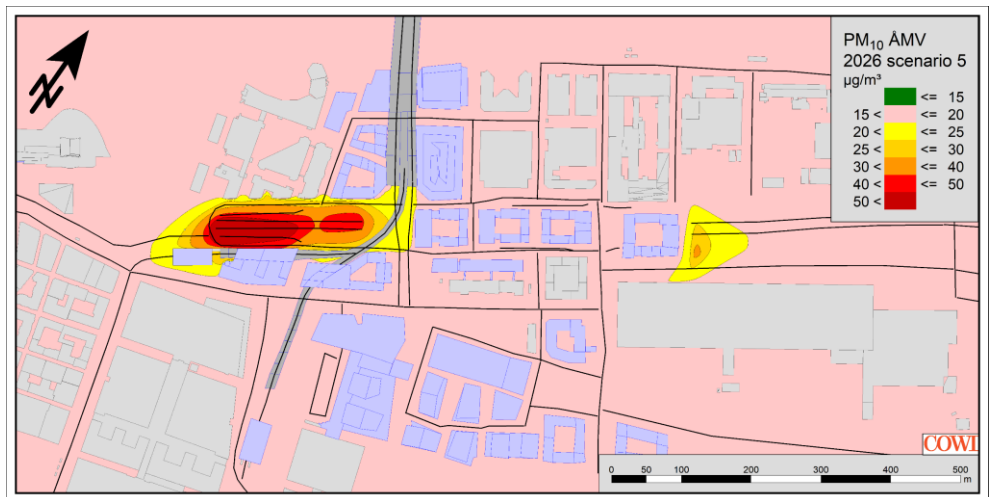 PM₁₀ ÅMV
2026 scenario 5
µg/m³
<= 15
15 < <= 20
20 < <= 25
25 < <= 30
30 < <= 40
40 < <= 50
50 <
COWI
0 50 100 200 300 400 500
m